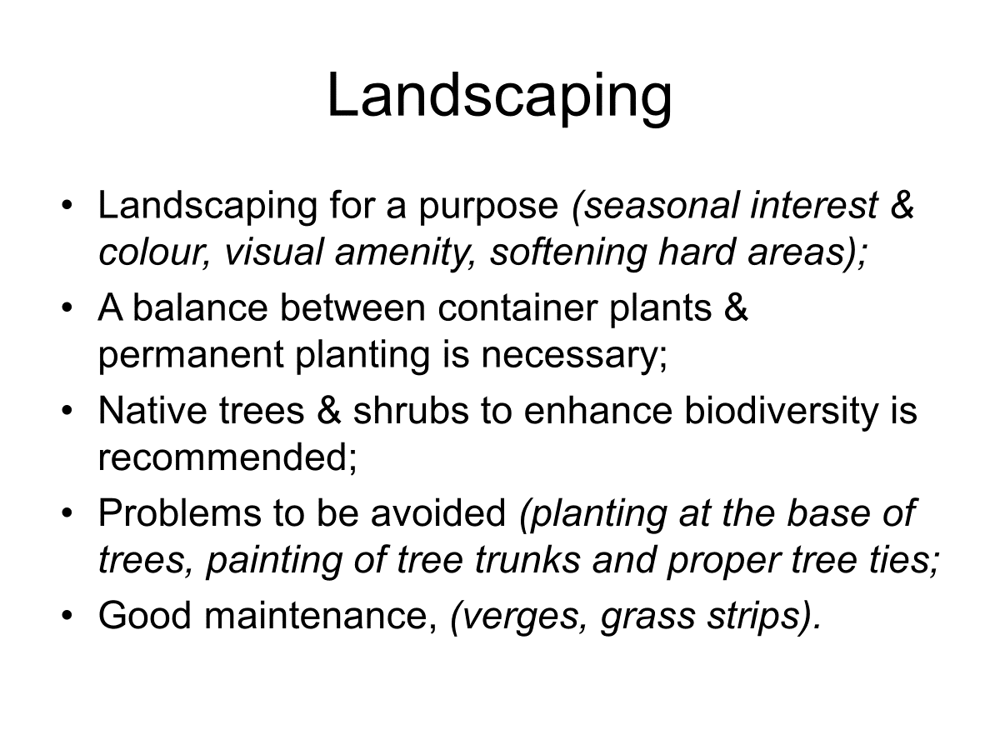 Landscaping
• Landscaping for a purpose (seasonal interest &
colour, visual amenity, softening hard areas);
• A balance between container plants &
permanent planting is necessary;
• Native trees & shrubs to enhance biodiversity is
recommended;
• Problems to be avoided (planting at the base of
trees, painting of tree trunks and proper tree ties;
• Good maintenance, (verges, grass strips).